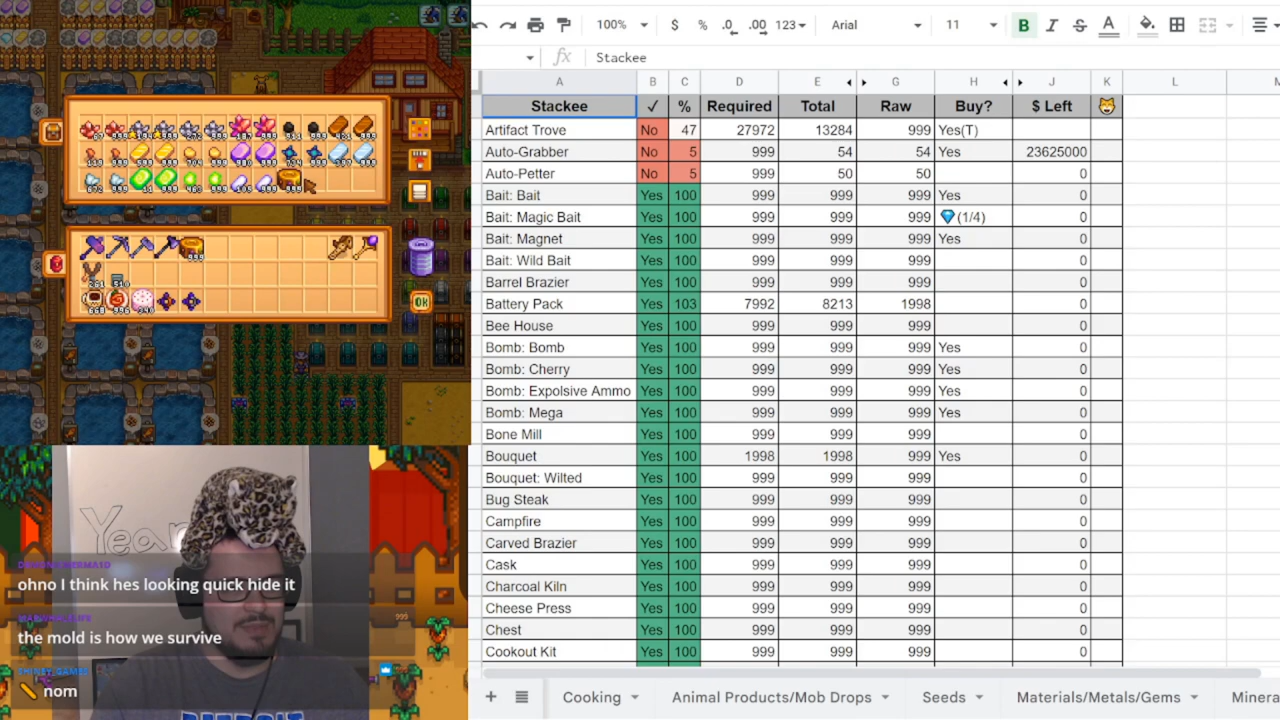 100% $ % .0 .00 123 Arial 11 B I S A
fx Stackee
A B C D E G H J K L
Stackee ✓ % Required Total Raw Buy? $ Left
Artifact Trove No 47 27972 13284 999 Yes(T)
Auto-Grabber No 5 999 54 54 Yes 23625000
Auto-Petter No 5 999 50 50 0
Bait: Bait Yes 100 999 999 999 Yes 0
Bait: Magic Bait Yes 100 999 999 999 💎(1/4) 0
Bait: Magnet Yes 100 999 999 999 Yes 0
Bait: Wild Bait Yes 100 999 999 999 0
Barrel Brazier Yes 100 999 999 999 0
Battery Pack Yes 103 7992 8213 1998 0
Bee House Yes 100 999 999 999 0
Bomb: Bomb Yes 100 999 999 999 Yes 0
Bomb: Cherry Yes 100 999 999 999 Yes 0
Bomb: Expolsive Ammo Yes 100 999 999 999 Yes 0
Bomb: Mega Yes 100 999 999 999 Yes 0
Bone Mill Yes 100 999 999 999 0
Bouquet Yes 100 1998 1998 999 Yes 0
Bouquet: Wilted Yes 100 999 999 999 0
Bug Steak Yes 100 999 999 999 0
Campfire Yes 100 999 999 999 0
Carved Brazier Yes 100 999 999 999 0
Cask Yes 100 999 999 999 0
Charcoal Kiln Yes 100 999 999 999 0
Cheese Press Yes 100 999 999 999 0
Chest Yes 100 999 999 999 0
Cookout Kit Yes 100 999 999 999 0
Cooking Animal Products/Mob Drops Seeds Materials/Metals/Gems Minera
OK
Year
ohno I think hes looking quick hide it
the mold is how we survive
nom